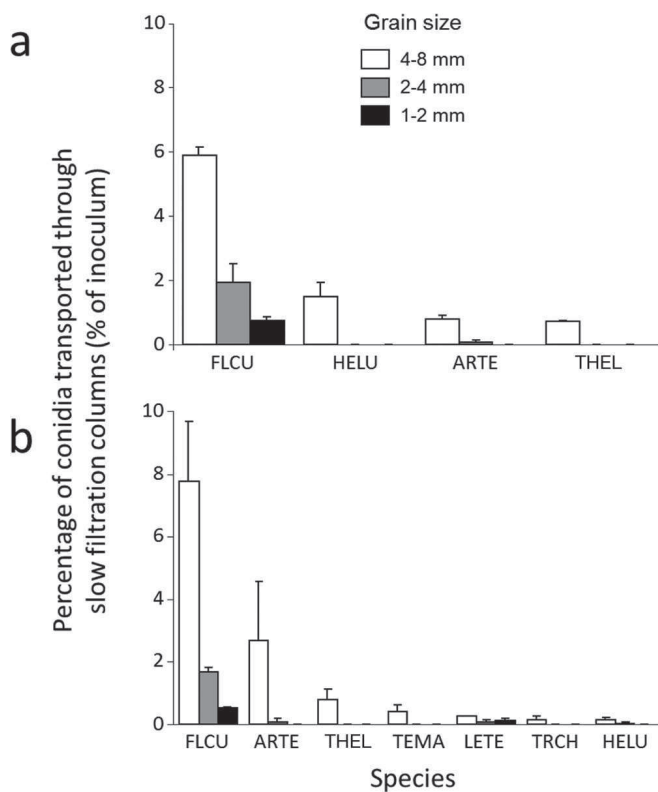 a
Percentage of conidia transported through
slow filtration columns (% of inoculum)
Grain size
4-8 mm
2-4 mm
1-2 mm
10
8
6
4
2
0
FLCU HELU ARTE THEL
b
10
8
6
4
2
0
FLCU ARTE THEL TEMA LETE TRCH HELU
Species